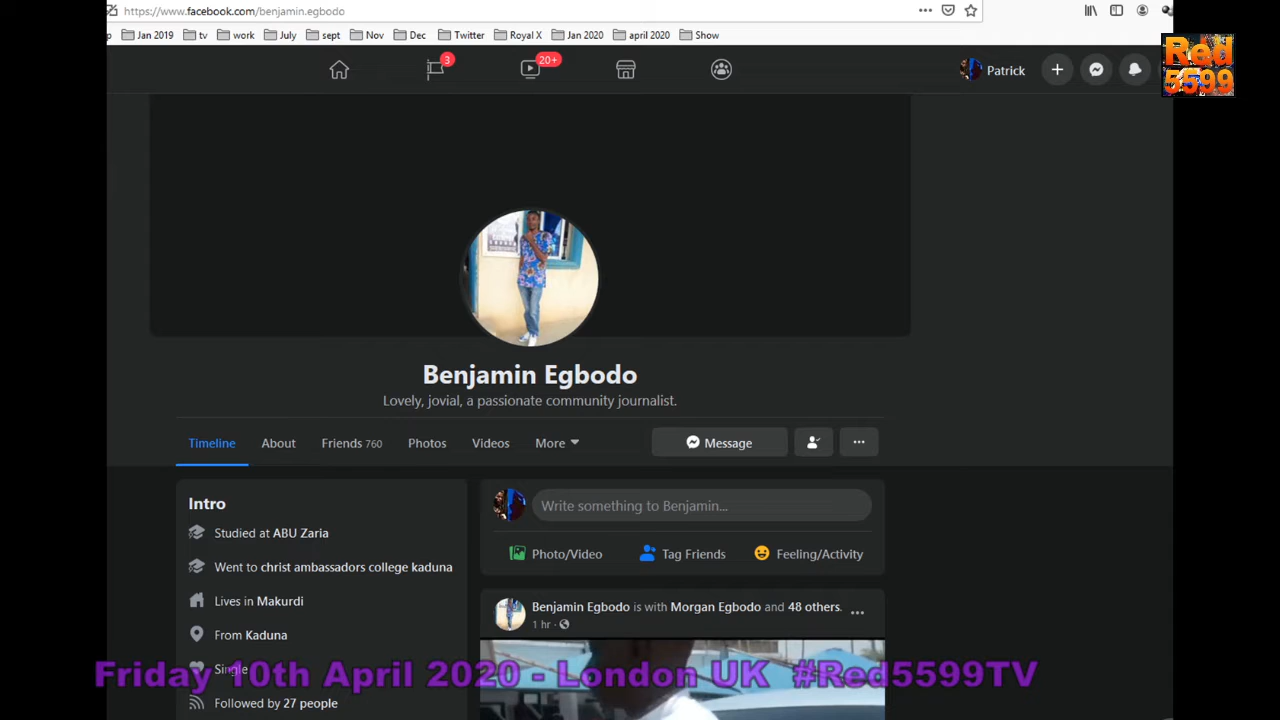 https://www.facebook.com/benjamin.egbodo
Jan 2019 tv work July sept Nov Dec Twitter Royal X Jan 2020 april 2020 Show
Red
5599
3
20+
Patrick
Benjamin Egbodo
Lovely, jovial, a passionate community journalist.
Timeline About Friends 760 Photos Videos More
Message
Intro
Studied at ABU Zaria
Went to christ ambassadors college kaduna
Lives in Makurdi
From Kaduna
Single
Followed by 27 people
Write something to Benjamin...
Photo/Video Tag Friends Feeling/Activity
Benjamin Egbodo is with Morgan Egbodo and 48 others.
1 hr ·
Friday 10th April 2020 - London UK #Red5599TV